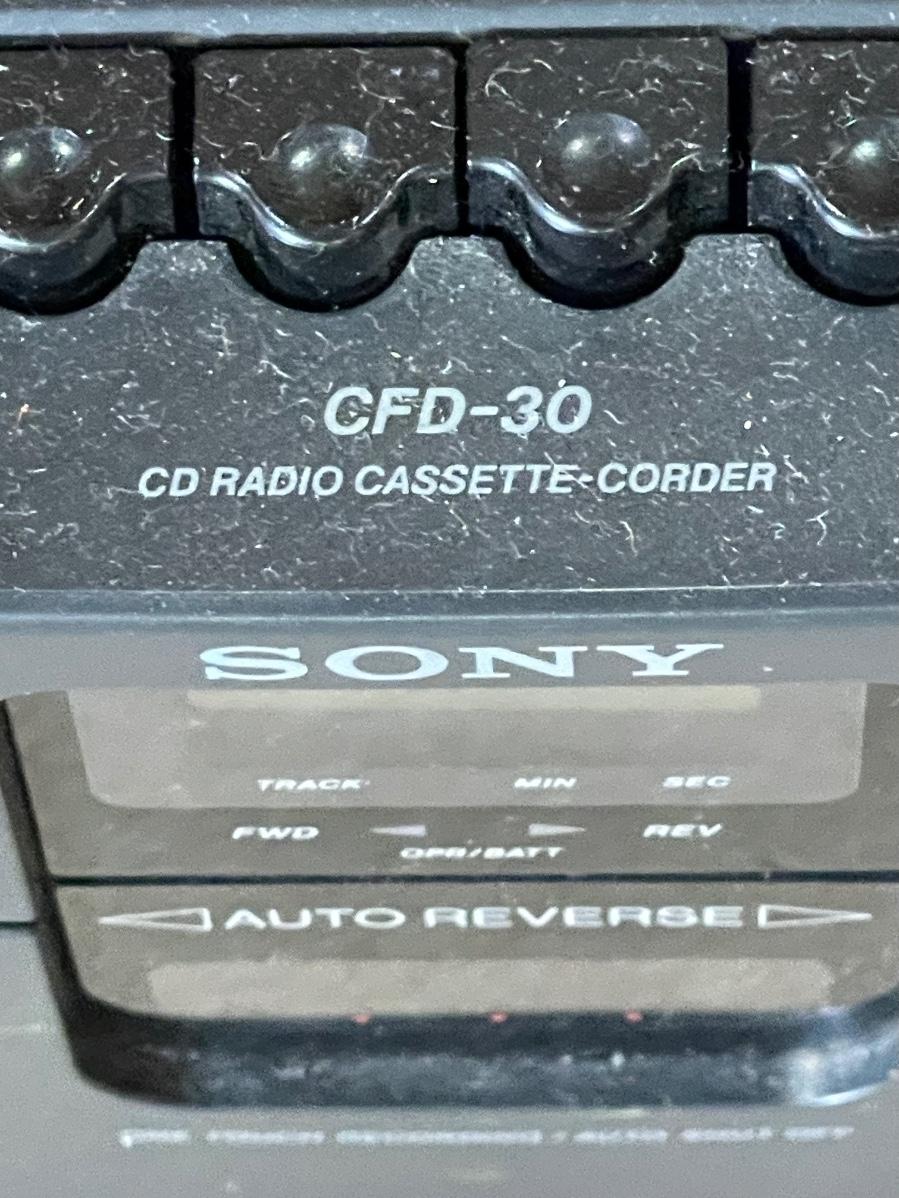 CFD-30
CD RADIO CASSETTE-CORDER
SONY
TRACK MIN SEC
FWD REV
OPR/BATT
AUTO REVERSE